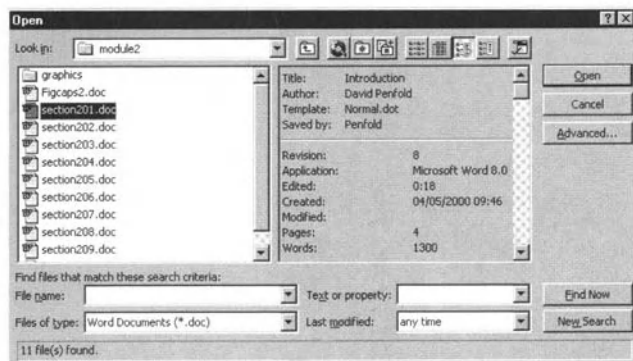 Open
Look in: module2
graphics
Figcaps2.doc
section201.doc
section202.doc
section203.doc
section204.doc
section205.doc
section206.doc
section207.doc
section208.doc
section209.doc
Title: Introduction
Author: David Penfold
Template: Normal.dot
Saved by: Penfold
Revision: 8
Application: Microsoft Word 8.0
Edited: 0:18
Created: 04/05/2000 09:46
Modified:
Pages: 4
Words: 1300
Open
Cancel
Advanced...
Find files that match these search criteria:
File name: Text or property: Find Now
Files of type: Word Documents (*.doc) Last modified: any time New Search
11 file(s) found.